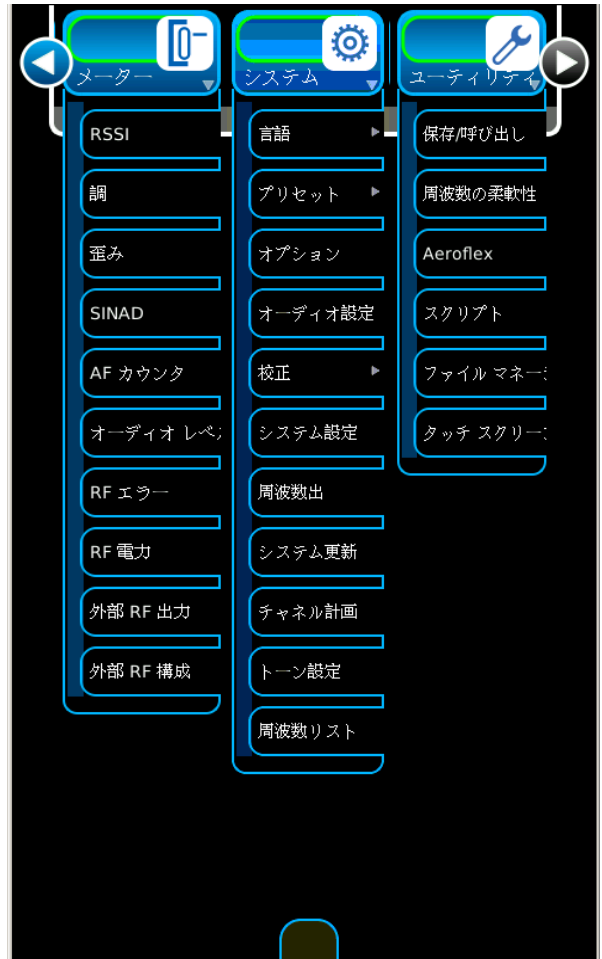 メーター
RSSI
調
歪み
SINAD
AF カウンタ
オーディオ レベ
RF エラー
RF 電力
外部 RF 出力
外部 RF 構成
システム
言語
プリセット
オプション
オーディオ設定
校正
システム設定
周波数出
システム更新
チャネル計画
トーン設定
周波数リスト
ユーティリティ
保存/呼び出し
周波数の柔軟性
Aeroflex
スクリプト
ファイル マネー
タッチ スクリー